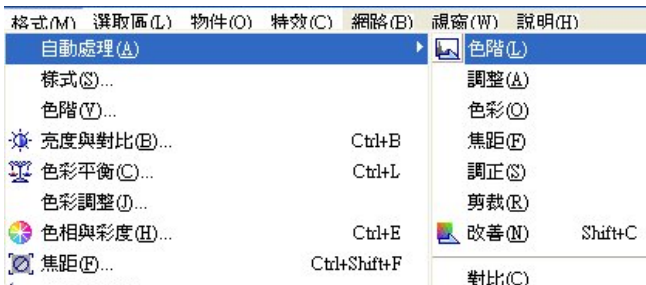 格式(M) 選取區(L) 物件(O) 特效(C) 網路(B) 視窗(W) 說明(H)
自動處理(A)
樣式(S)...
色階(V)...
亮度與對比(B)... Ctrl+B
色彩平衡(C)... Ctrl+L
色彩調整(J)...
色相與彩度(H)... Ctrl+E
焦距(F)... Ctrl+Shift+F
色階(L)
調整(A)
色彩(O)
焦距(F)
調正(S)
剪裁(R)
改善(N) Shift+C
對比(C)